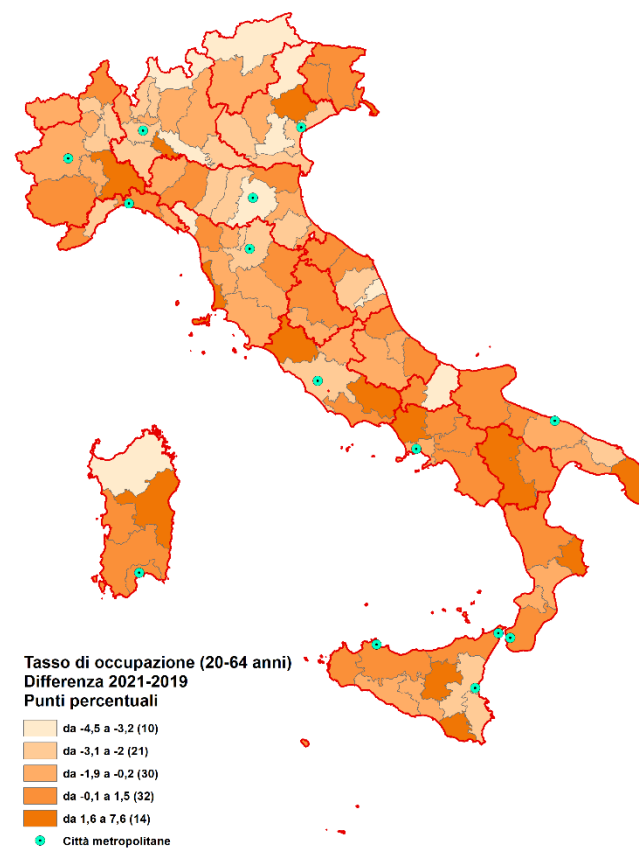 Tasso di occupazione (20-64 anni)
Differenza 2021-2019
Punti percentuali
da -4,5 a -3,2 (10)
da -3,1 a -2 (21)
da -1,9 a -0,2 (30)
da -0,1 a 1,5 (32)
da 1,6 a 7,6 (14)
Città metropolitane